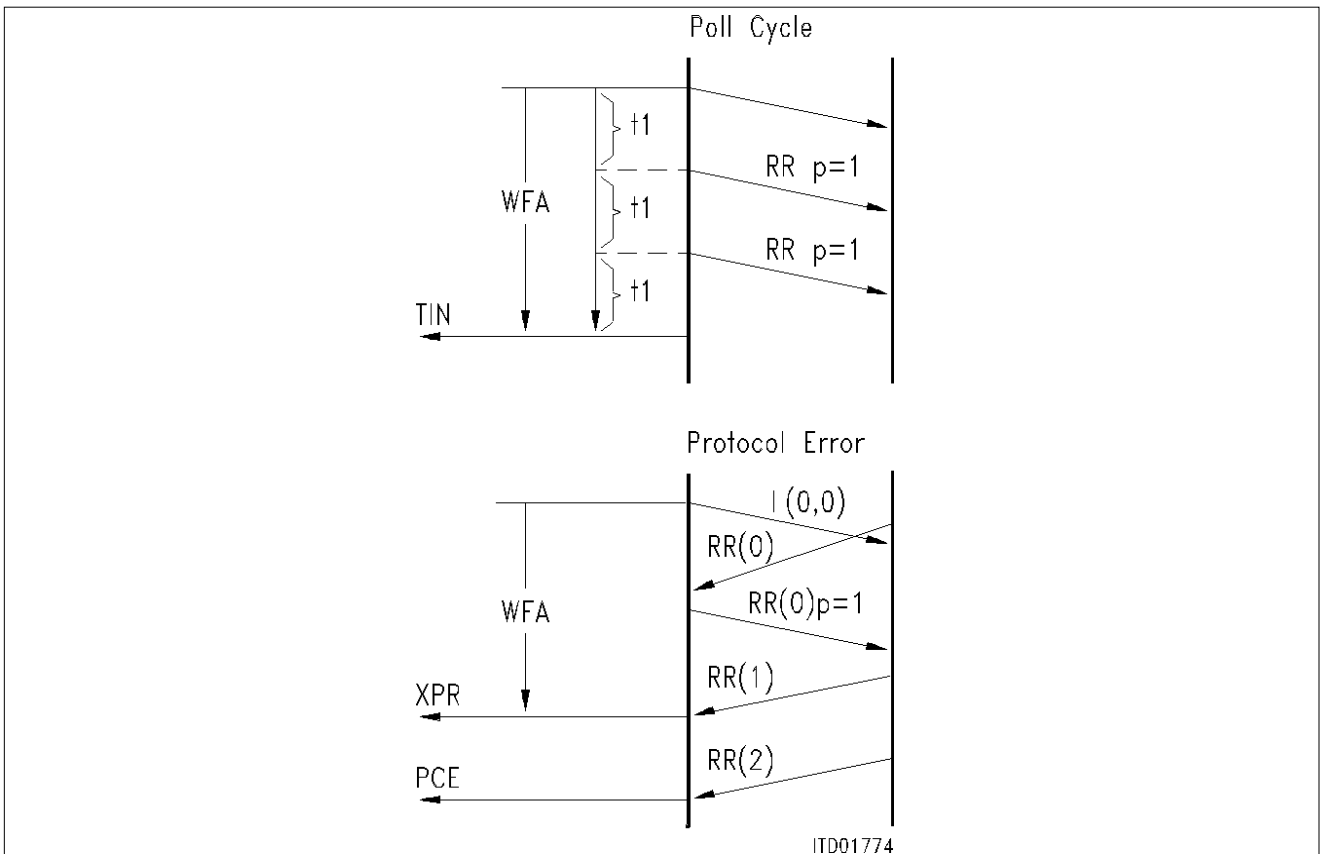 Poll Cycle
t1
RR p=1
WFA
t1
RR p=1
t1
TIN
Protocol Error
I(0,0)
RR(0)
RR(0)p=1
WFA
RR(1)
XPR
RR(2)
PCE
ITD01774